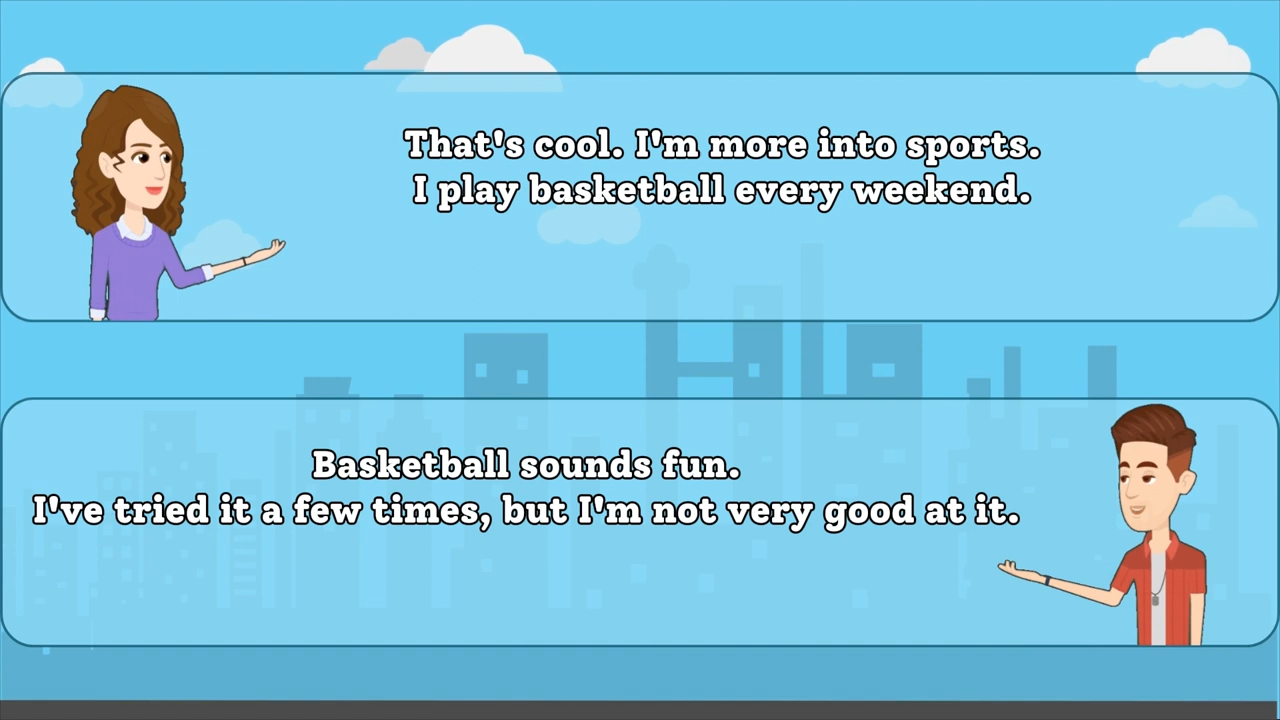 That's cool. I'm more into sports.
I play basketball every weekend.
Basketball sounds fun.
I've tried it a few times, but I'm not very good at it.